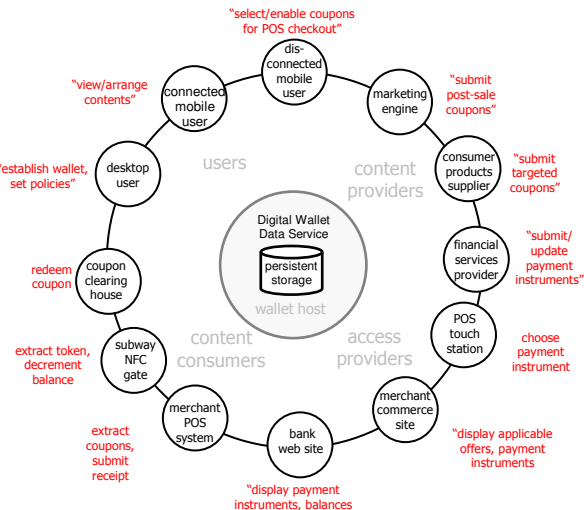 “select/enable coupons
for POS checkout”
dis-
connected
mobile
user
“view/arrange
contents”
connected
mobile
user
marketing
engine
“submit
post-sale
coupons”
“establish wallet,
set policies”
desktop
user
users
content
providers
consumer
products
supplier
“submit
targeted
coupons”
Digital Wallet
Data Service
persistent
storage
wallet host
redeem
coupon
coupon
clearing
house
financial
services
provider
“submit/
update
payment
instruments”
extract token,
decrement
balance
subway
NFC
gate
content
consumers
access
providers
POS
touch
station
choose
payment
instrument
extract
coupons,
submit
receipt
merchant
POS
system
bank
web site
merchant
commerce
site
“display applicable
offers, payment
instruments
“display payment
instruments, balances